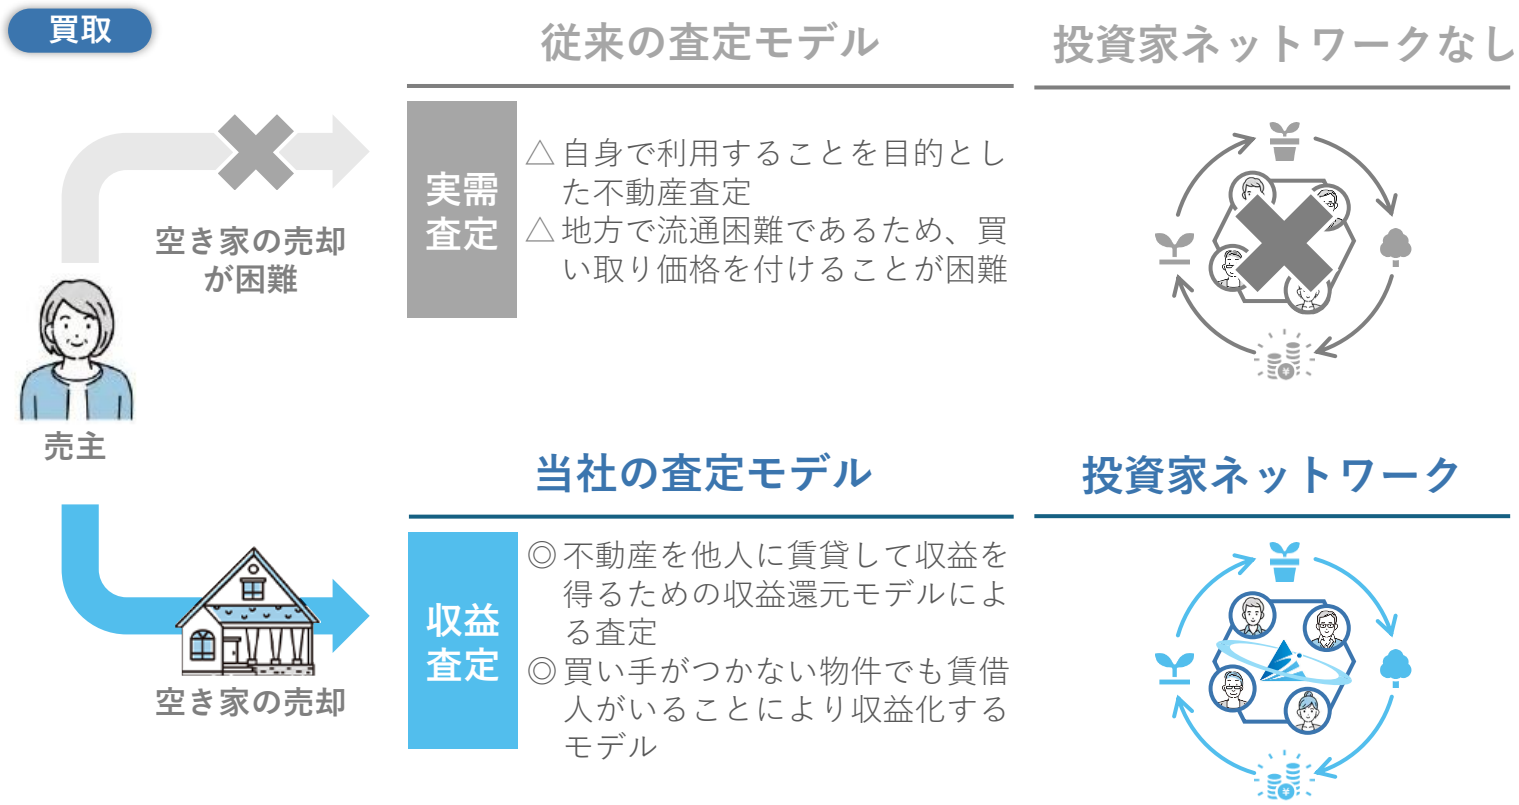 買取
従来の査定モデル
投資家ネットワークなし
実需
査定
△自身で利用することを目的とし
た不動産査定
△地方で流通困難であるため、買
い取り価格を付けることが困難
空き家の売却
が困難
¥
売主
当社の査定モデル
投資家ネットワーク
収益
査定
◎不動産を他人に賃貸して収益を
得るための収益還元モデルによ
る査定
◎買い手がつかない物件でも賃借
人がいることにより収益化する
モデル
空き家の売却
¥